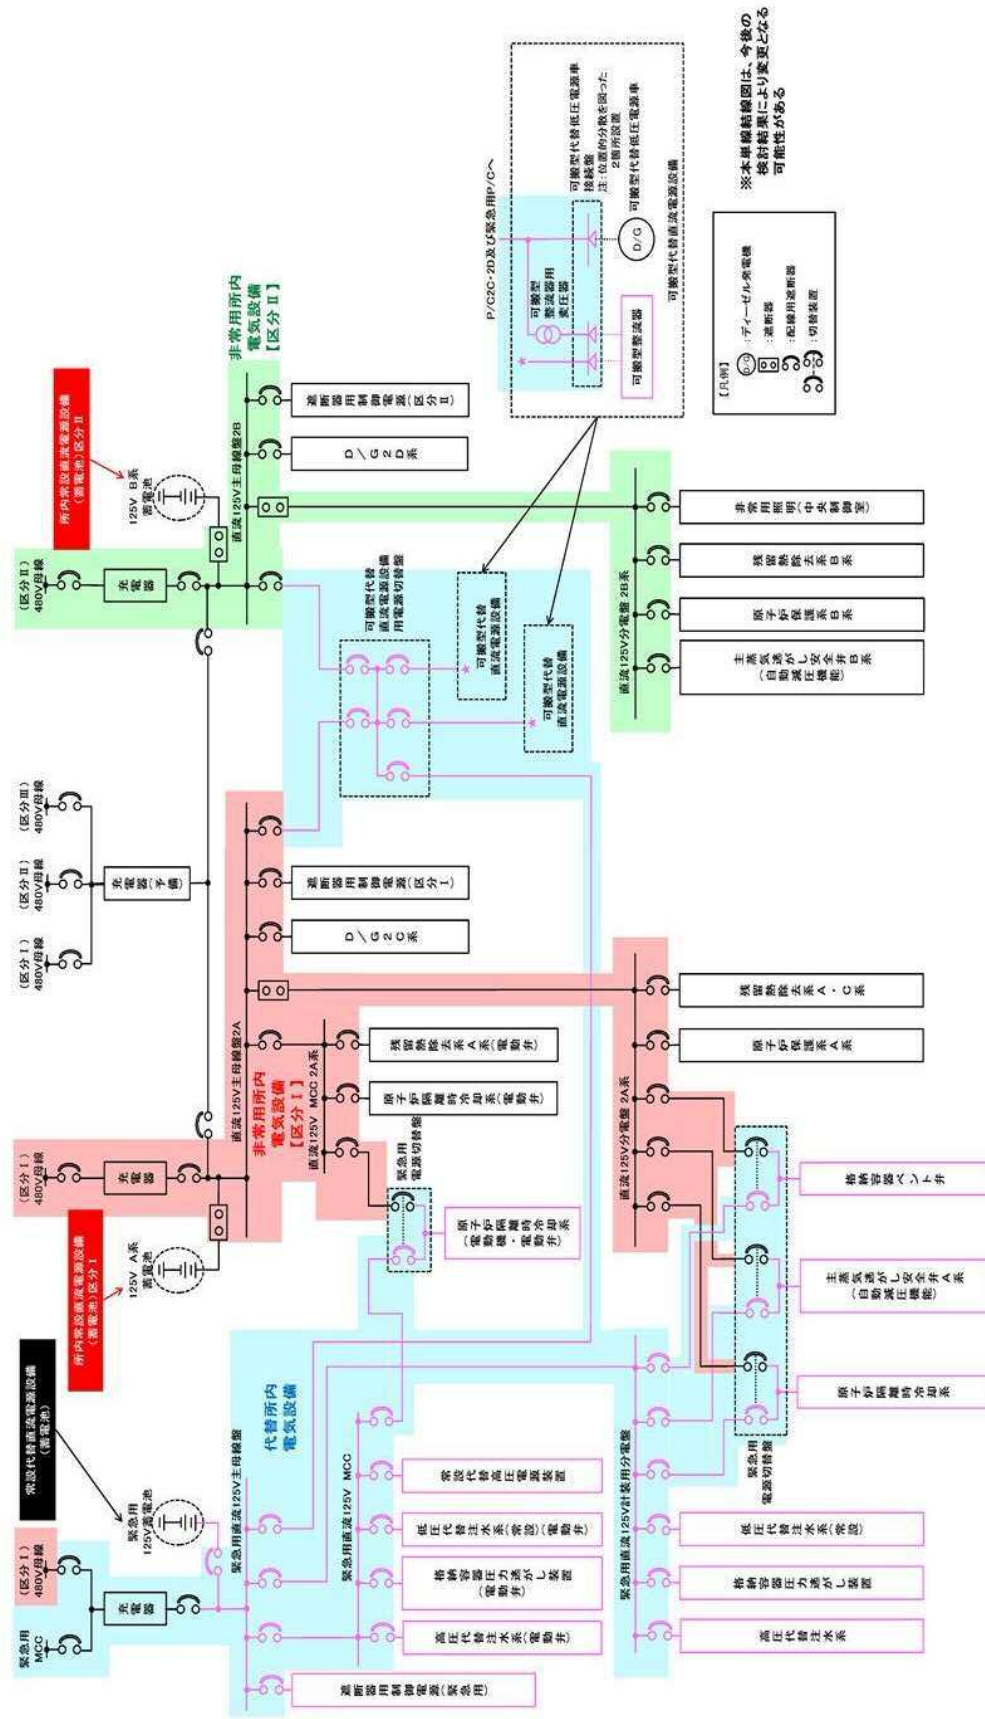 緊急用
MCC
(区分Ⅰ)
480V母線
充電器
緊急用
125V蓄電池
常設代替直流電源設備
(蓄電池)
所内常設直流電源設備
(蓄電池)区分Ⅰ
125V A系
蓄電池
(区分Ⅰ)
480V母線
充電器
(区分Ⅰ)
480V母線
(区分Ⅱ)
480V母線
(区分Ⅲ)
480V母線
充電器
(予備)
(区分Ⅱ)
480V母線
充電器
所内常設直流電源設備
(蓄電池)区分Ⅱ
125V B系
蓄電池
緊急用直流125V主母線盤
代替所内
電気設備
直流125V主母線盤2A
非常用所内
電気設備
【区分Ⅰ】
直流125V主母線盤2B
非常用所内
電気設備
【区分Ⅱ】
遮断器用制御電源(緊急用)
緊急用直流125V MCC
高圧代替注水系(電動弁)
格納容器圧力逃がし装置
(電動弁)
低圧代替注水系(常設)(電動弁)
常設代替高圧電源装置
緊急用
電源切替盤
原子炉隔離時冷却系
(電動機・電動弁)
直流125V MCC 2A系
原子炉隔離時冷却系(電動弁)
残留熱除去系A系(電動弁)
D/G2C系
遮断器用制御電源(区分Ⅰ)
可搬型代替
直流電源設備
用電源切替盤
可搬型代替
直流電源設備
可搬型代替
直流電源設備
D/G2D系
遮断器用制御電源(区分Ⅱ)
緊急用直流125V計装用分電盤
高圧代替注水系
格納容器圧力逃がし装置
低圧代替注水系(常設)
緊急用
電源切替盤
原子炉隔離時冷却系
主蒸気逃がし安全弁A系
(自動減圧機能)
格納容器ベント弁
直流125V分電盤 2A系
原子炉保護系A系
残留熱除去系A・C系
直流125V分電盤 2B系
主蒸気逃がし安全弁B系
(自動減圧機能)
原子炉保護系B系
残留熱除去系B系
非常用照明(中央制御室)
P/C2C・2D及び緊急用P/Cへ
可搬型
整流器用
変圧器
可搬型整流器
可搬型代替低圧電源車
接続盤
注:位置的分散を図った
2箇所設置
D/G
可搬型代替低圧電源車
可搬型代替直流電源設備
【凡例】
D/G :ディーゼル発電機
:遮断器
:配線用遮断器
:切替装置
※本単線結線図は、今後の
検討結果により変更となる
可能性がある